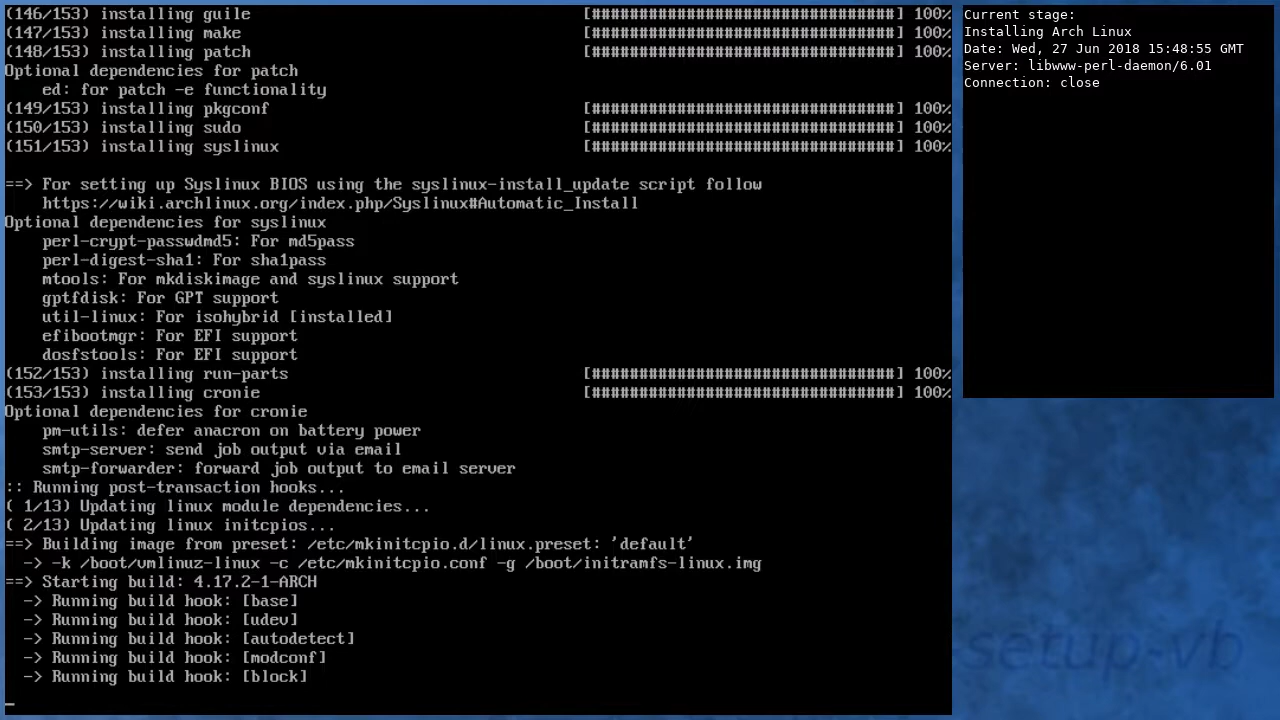 (146/153) installing guile [################################] 100%
(147/153) installing make [################################] 100%
(148/153) installing patch [################################] 100%
Optional dependencies for patch
ed: for patch -e functionality
(149/153) installing pkgconf [################################] 100%
(150/153) installing sudo [################################] 100%
(151/153) installing syslinux [################################] 100%
==> For setting up Syslinux BIOS using the syslinux-install_update script follow
https://wiki.archlinux.org/index.php/Syslinux#Automatic_Install
Optional dependencies for syslinux
perl-crypt-passwdmd5: For md5pass
perl-digest-sha1: For sha1pass
mtools: For mkdiskimage and syslinux support
gptfdisk: For GPT support
util-linux: For isohybrid [installed]
efibootmgr: For EFI support
dosfstools: For EFI support
(152/153) installing run-parts [################################] 100%
(153/153) installing cronie [################################] 100%
Optional dependencies for cronie
pm-utils: defer anacron on battery power
smtp-server: send job output via email
smtp-forwarder: forward job output to email server
:: Running post-transaction hooks...
( 1/13) Updating linux module dependencies...
( 2/13) Updating linux initcpios...
==> Building image from preset: /etc/mkinitcpio.d/linux.preset: 'default'
-> -k /boot/vmlinuz-linux -c /etc/mkinitcpio.conf -g /boot/initramfs-linux.img
==> Starting build: 4.17.2-1-ARCH
-> Running build hook: [base]
-> Running build hook: [udev]
-> Running build hook: [autodetect]
-> Running build hook: [modconf]
-> Running build hook: [block]
_
Current stage:
Installing Arch Linux
Date: Wed, 27 Jun 2018 15:48:55 GMT
Server: libwww-perl-daemon/6.01
Connection: close
setup-vb